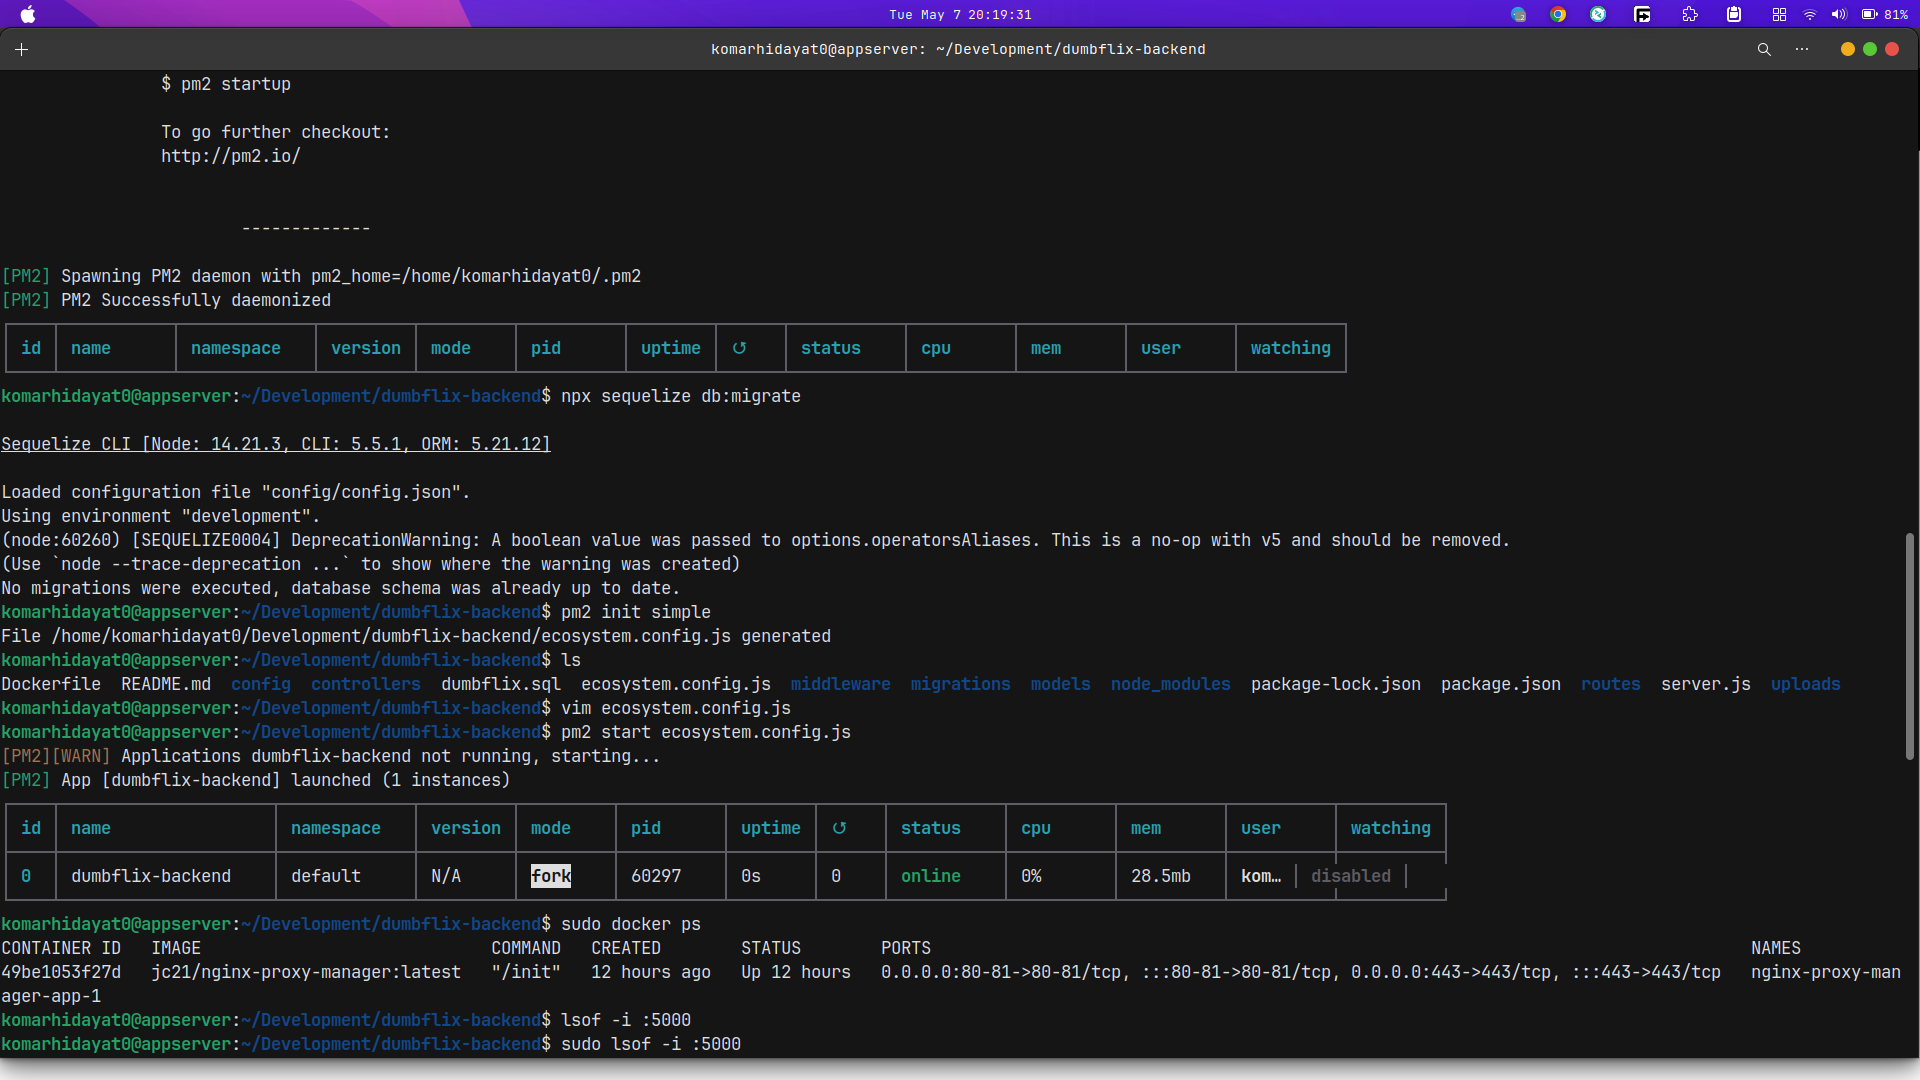 Tue May 7 20:19:31
81%
komarhidayat0@appserver: ~/Development/dumbflix-backend
$ pm2 startup
To go further checkout:
http://pm2.io/
-------------
[PM2] Spawning PM2 daemon with pm2_home=/home/komarhidayat0/.pm2
[PM2] PM2 Successfully daemonized
id name namespace version mode pid uptime ↺ status cpu mem user watching
komarhidayat0@appserver:~/Development/dumbflix-backend$ npx sequelize db:migrate
Sequelize CLI [Node: 14.21.3, CLI: 5.5.1, ORM: 5.21.12]
Loaded configuration file "config/config.json".
Using environment "development".
(node:60260) [SEQUELIZE0004] DeprecationWarning: A boolean value was passed to options.operatorsAliases. This is a no-op with v5 and should be removed.
(Use `node --trace-deprecation ...` to show where the warning was created)
No migrations were executed, database schema was already up to date.
komarhidayat0@appserver:~/Development/dumbflix-backend$ pm2 init simple
File /home/komarhidayat0/Development/dumbflix-backend/ecosystem.config.js generated
komarhidayat0@appserver:~/Development/dumbflix-backend$ ls
Dockerfile README.md config controllers dumbflix.sql ecosystem.config.js middleware migrations models node_modules package-lock.json package.json routes server.js uploads
komarhidayat0@appserver:~/Development/dumbflix-backend$ vim ecosystem.config.js
komarhidayat0@appserver:~/Development/dumbflix-backend$ pm2 start ecosystem.config.js
[PM2][WARN] Applications dumbflix-backend not running, starting...
[PM2] App [dumbflix-backend] launched (1 instances)
id name namespace version mode pid uptime ↺ status cpu mem user watching
0 dumbflix-backend default N/A fork 60297 0s 0 online 0% 28.5mb kom… disabled
komarhidayat0@appserver:~/Development/dumbflix-backend$ sudo docker ps
CONTAINER ID IMAGE COMMAND CREATED STATUS PORTS NAMES
49be1053f27d jc21/nginx-proxy-manager:latest "/init" 12 hours ago Up 12 hours 0.0.0.0:80-81->80-81/tcp, :::80-81->80-81/tcp, 0.0.0.0:443->443/tcp, :::443->443/tcp nginx-proxy-man
ager-app-1
komarhidayat0@appserver:~/Development/dumbflix-backend$ lsof -i :5000
komarhidayat0@appserver:~/Development/dumbflix-backend$ sudo lsof -i :5000